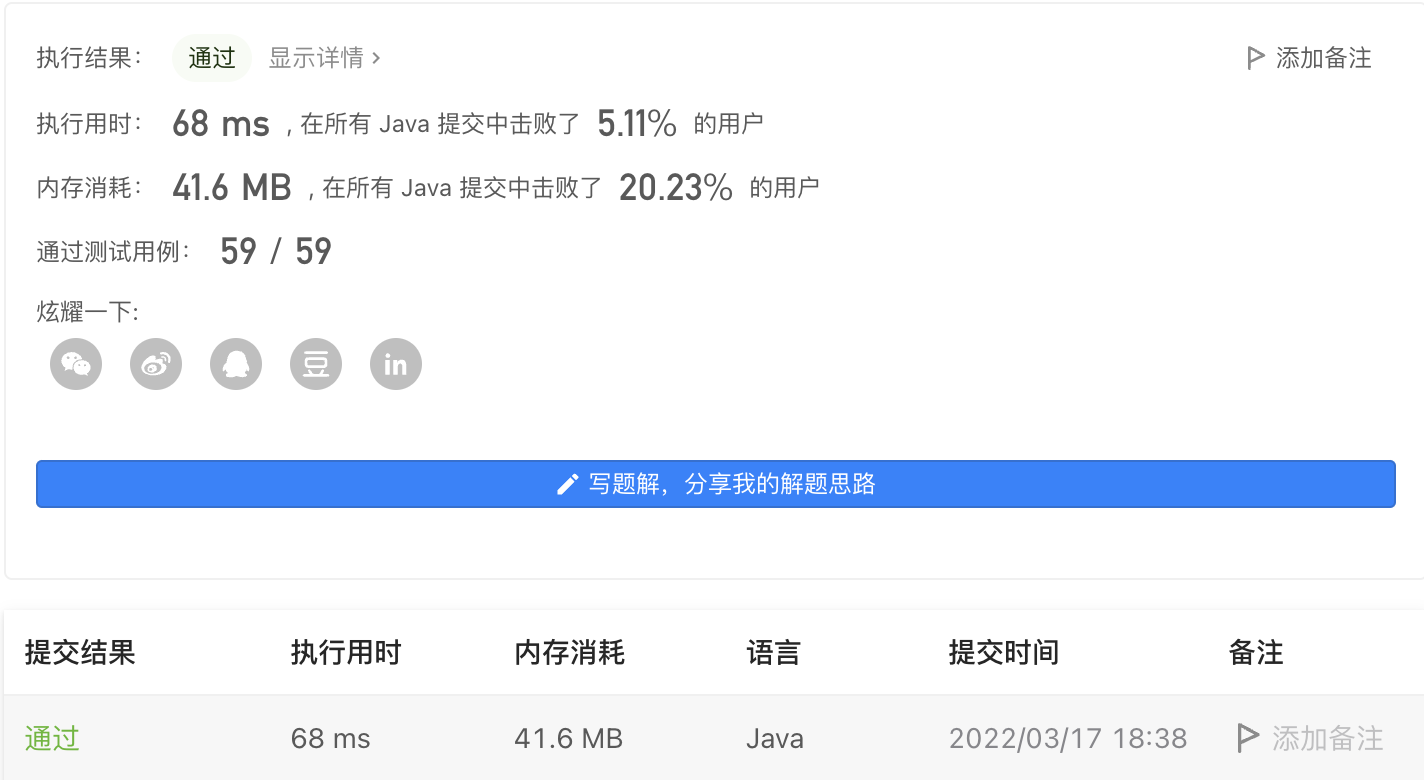 执行结果： 通过 显示详情 › 添加备注
执行用时： 68 ms , 在所有 Java 提交中击败了 5.11% 的用户
内存消耗： 41.6 MB , 在所有 Java 提交中击败了 20.23% 的用户
通过测试用例： 59 / 59
炫耀一下:
豆 in
写题解，分享我的解题思路
提交结果 执行用时 内存消耗 语言 提交时间 备注
通过 68 ms 41.6 MB Java 2022/03/17 18:38 添加备注